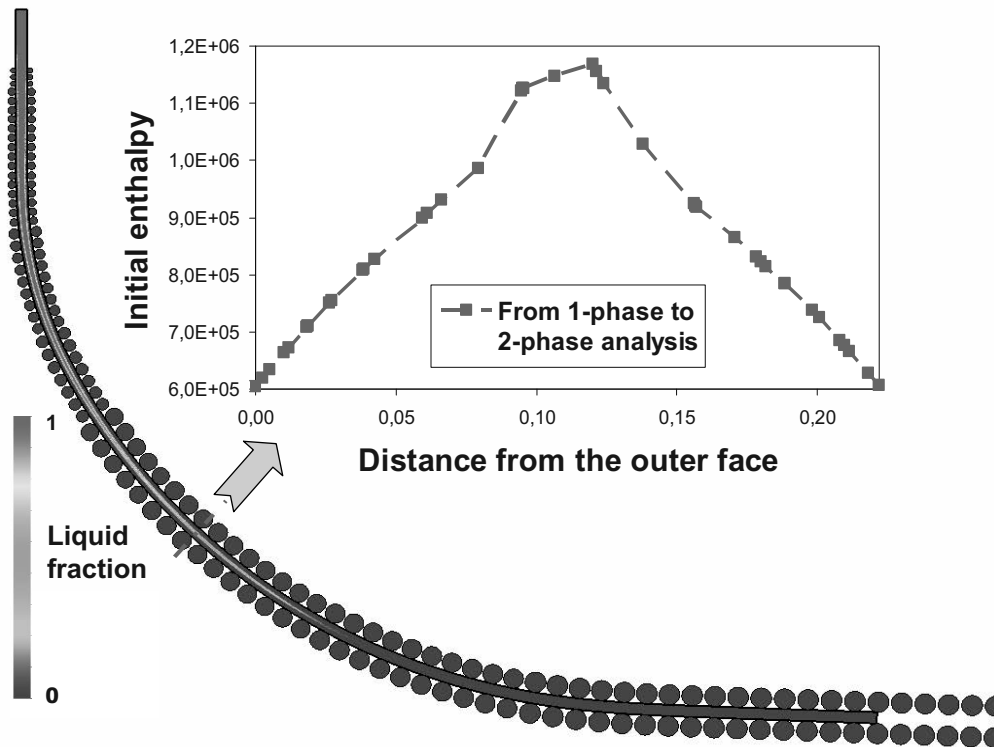 1,2E+06
1,1E+06
1,0E+06
9,0E+05
8,0E+05
7,0E+05
6,0E+05
Initial enthalpy
From 1-phase to
2-phase analysis
0,00
0,05
0,10
0,15
0,20
Distance from the outer face
1
Liquid
fraction
0